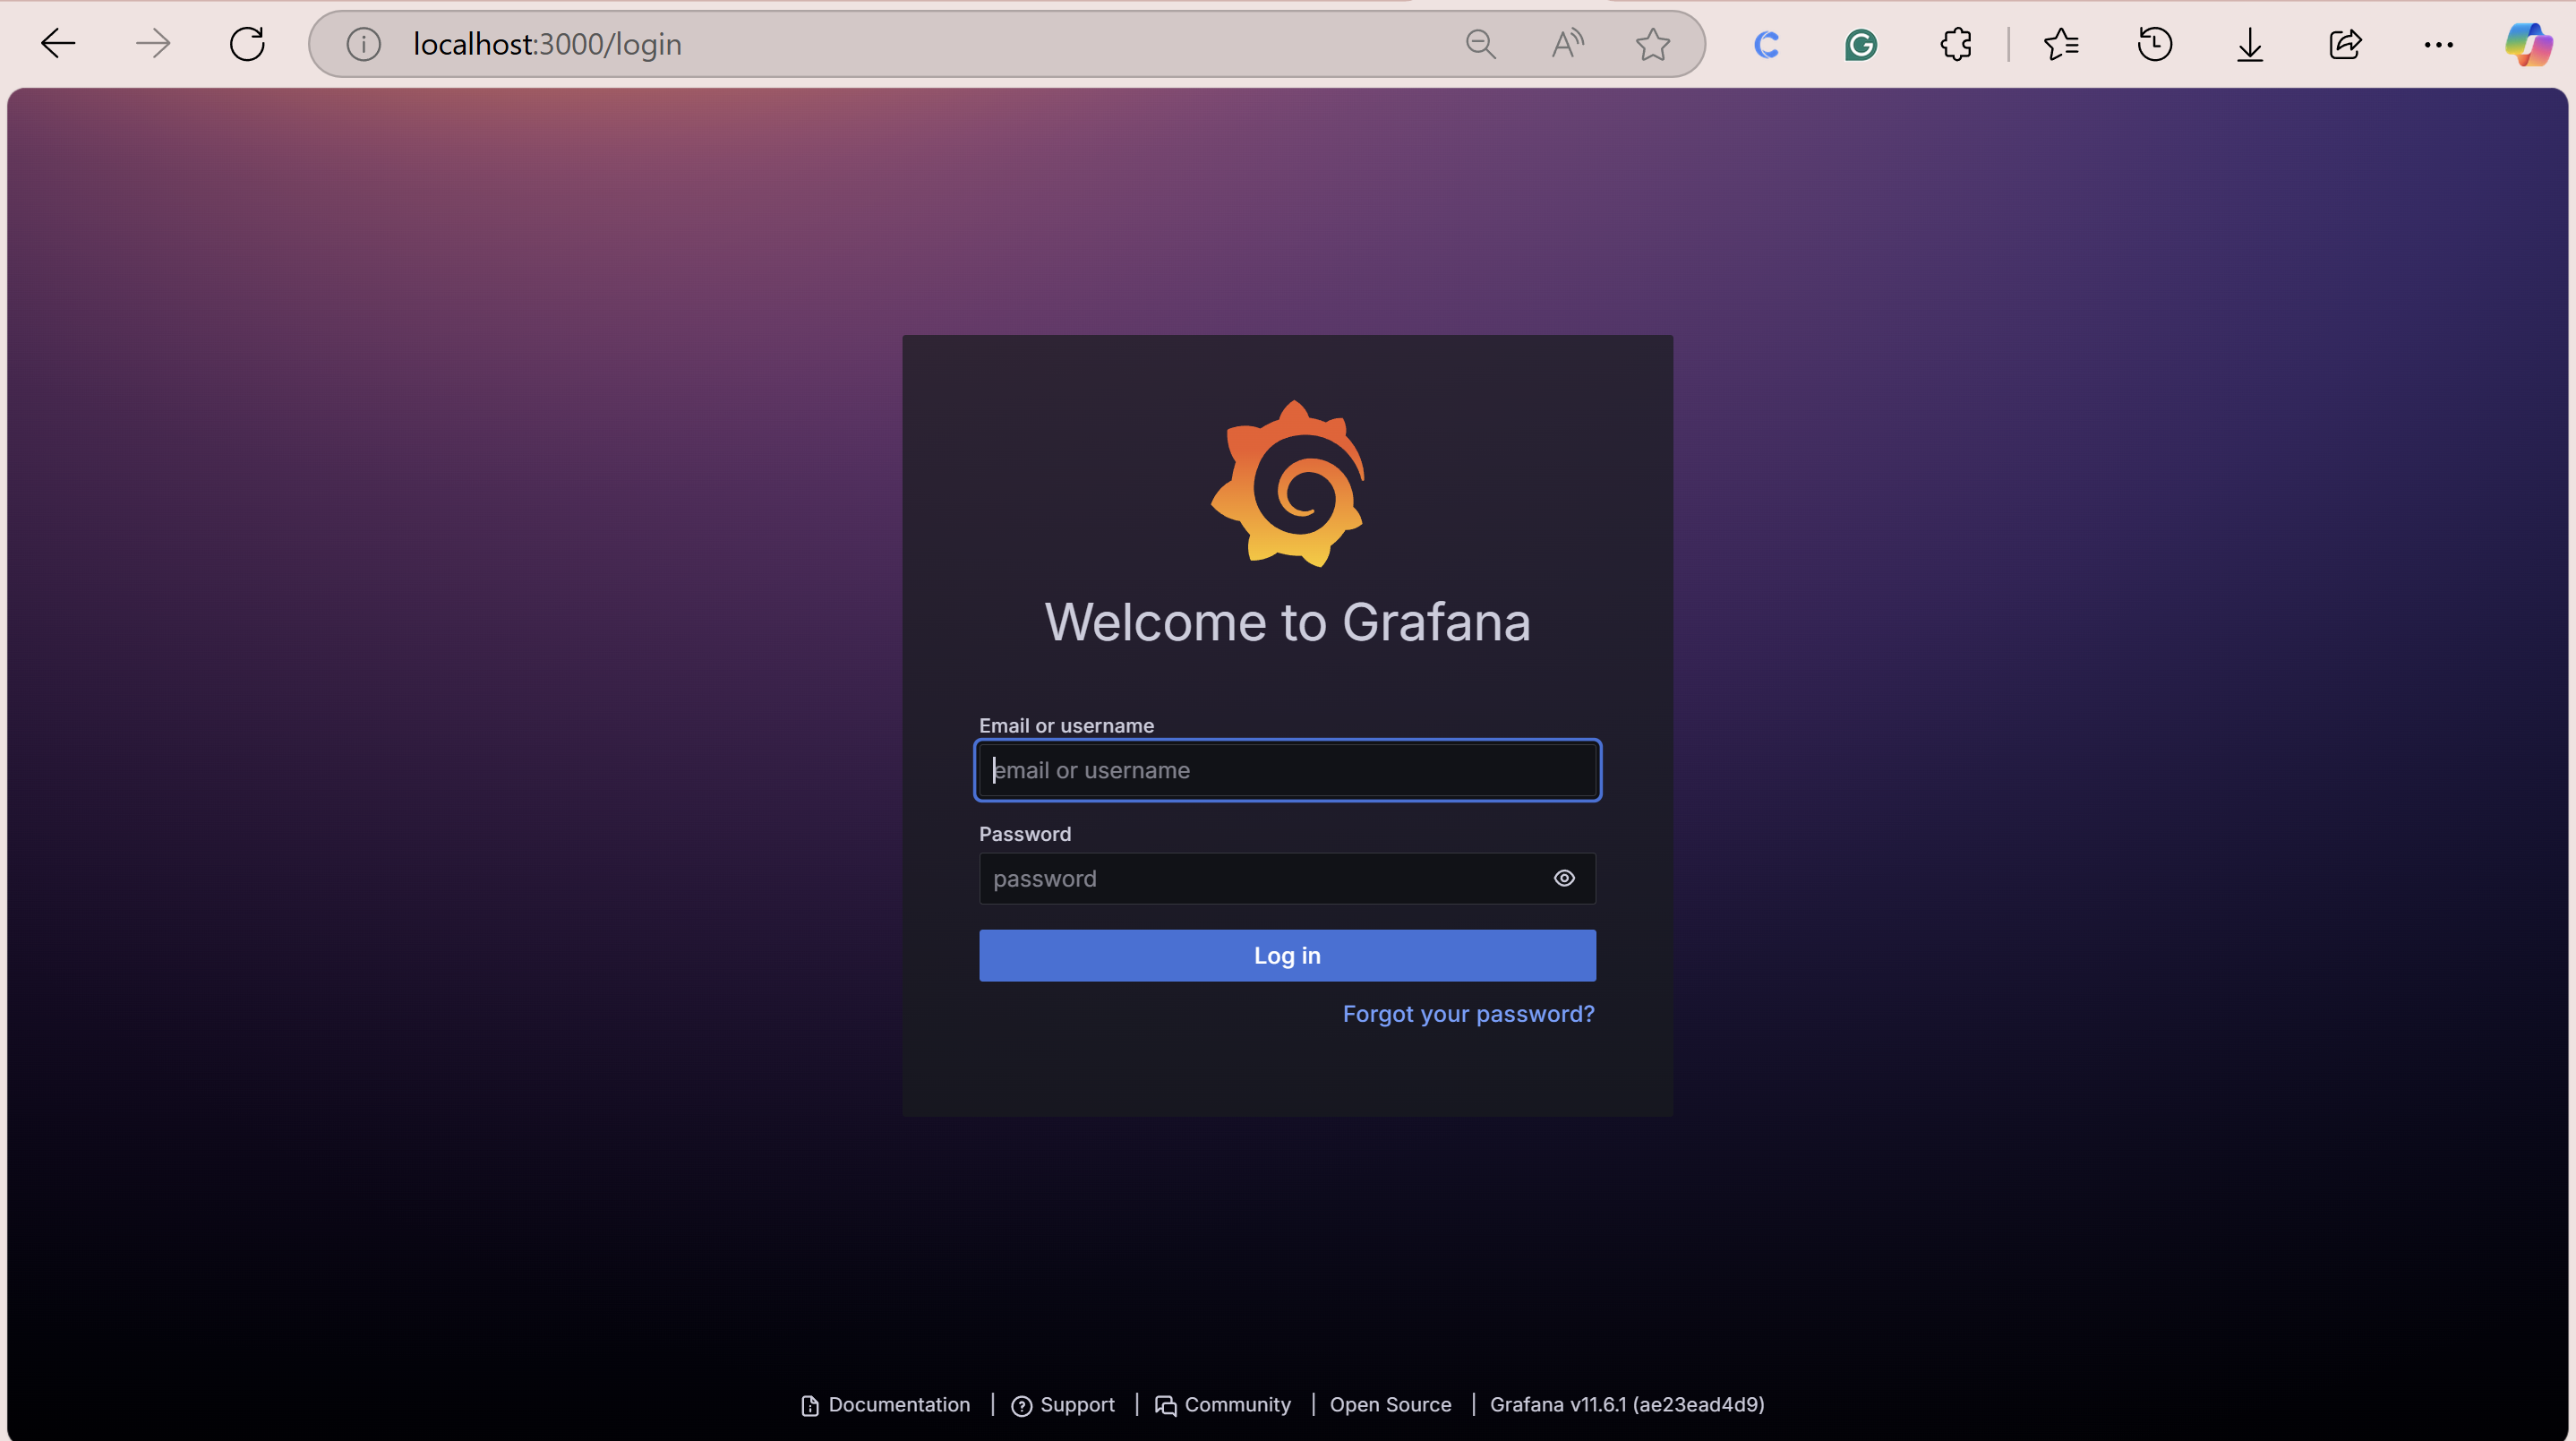 localhost:3000/login
Welcome to Grafana
Email or username
email or username
Password
password
Log in
Forgot your password?
Documentation | Support | Community | Open Source | Grafana v11.6.1 (ae23ead4d9)